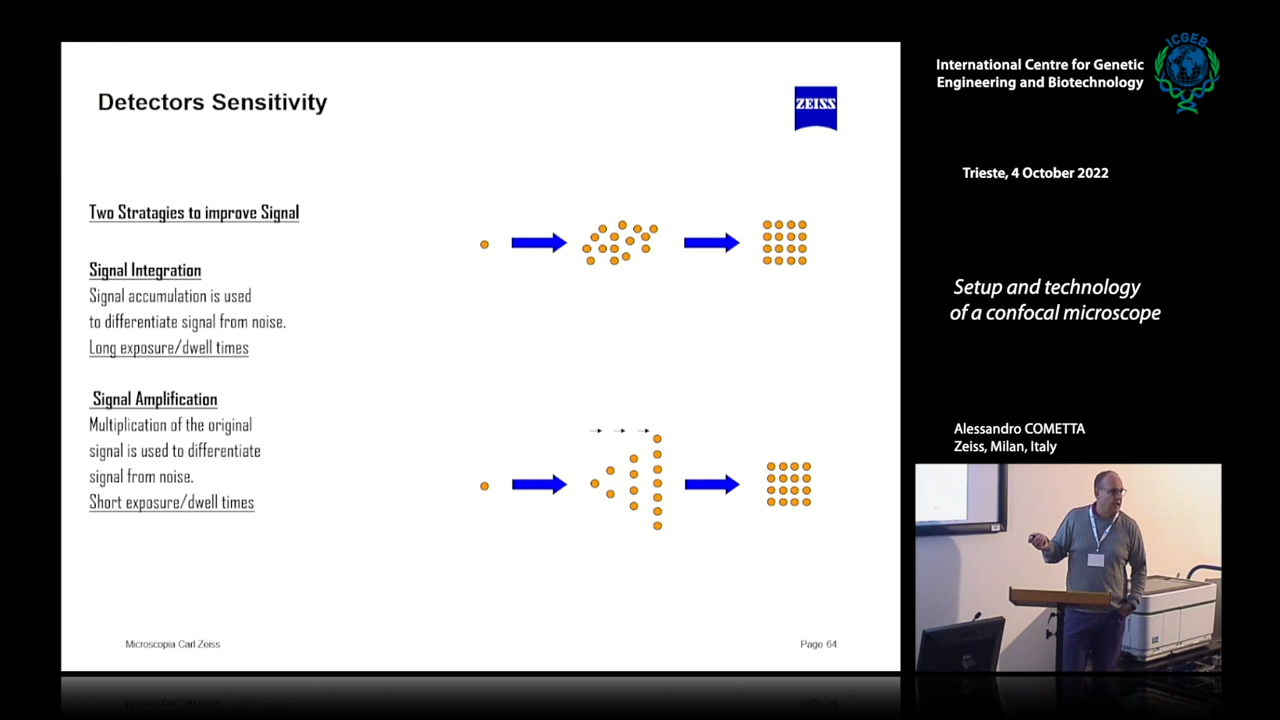 Detectors Sensitivity
ZEISS
Two Stratagies to improve Signal
Signal Integration
Signal accumulation is used
to differentiate signal from noise.
Long exposure/dwell times
Signal Amplification
Multiplication of the original
signal is used to differentiate
signal from noise.
Short exposure/dwell times
Microscopia Carl Zeiss
Page 64
International Centre for Genetic
Engineering and Biotechnology
ICGEB
Trieste, 4 October 2022
Setup and technology
of a confocal microscope
Alessandro COMETTA
Zeiss, Milan, Italy